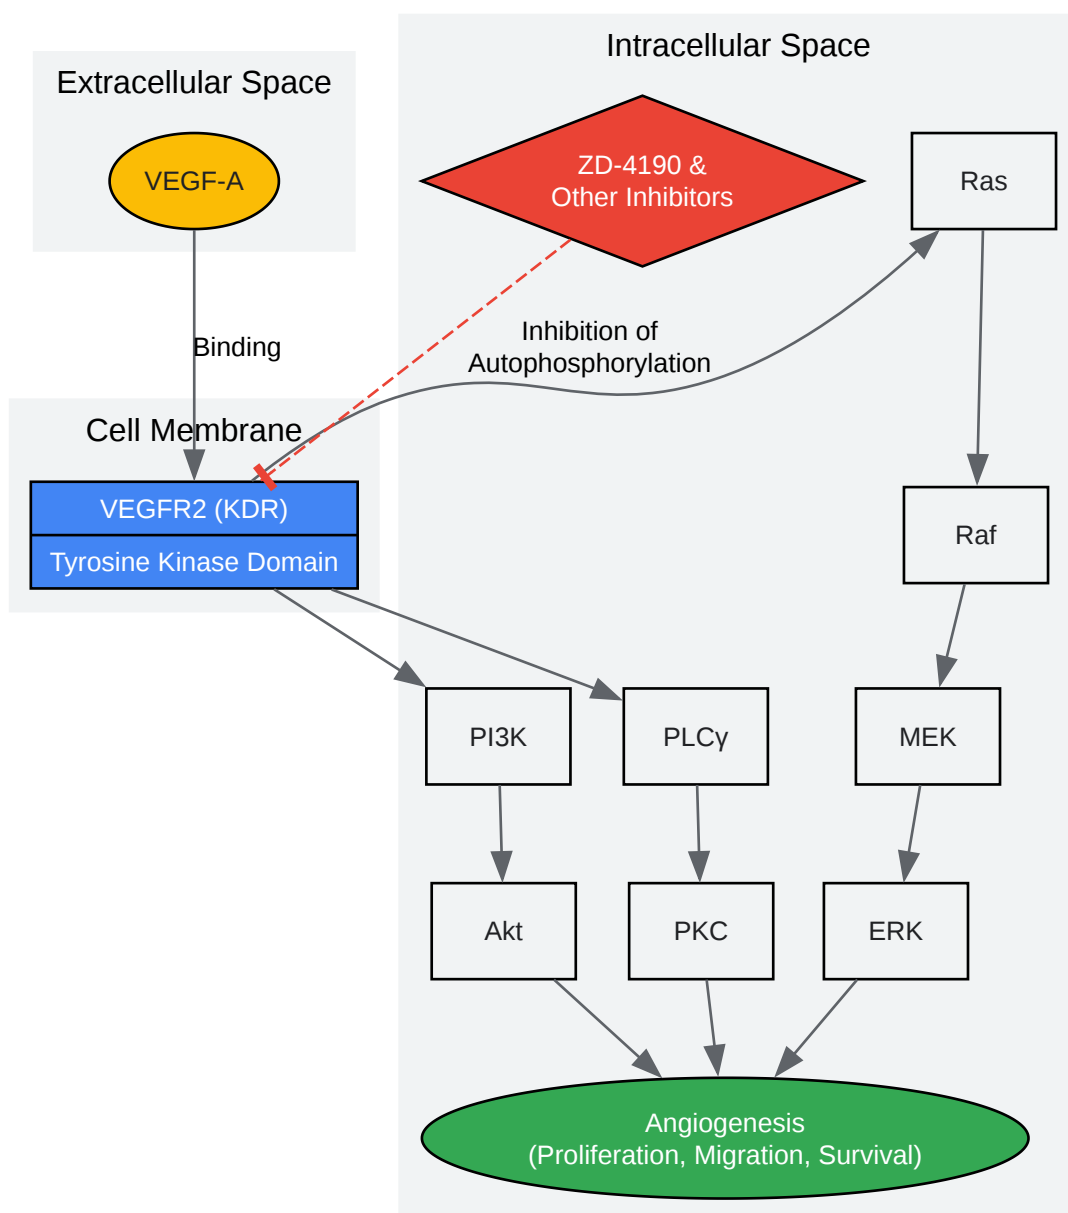 Intracellular Space
Extracellular Space
VEGF-A
ZD-4190 &
Other Inhibitors
Ras
Inhibition of
Autophosphorylation
Binding
Cell Membrane
VEGFR2 (KDR)
Tyrosine Kinase Domain
Raf
PI3K
PLCγ
MEK
Akt
PKC
ERK
Angiogenesis
(Proliferation, Migration, Survival)